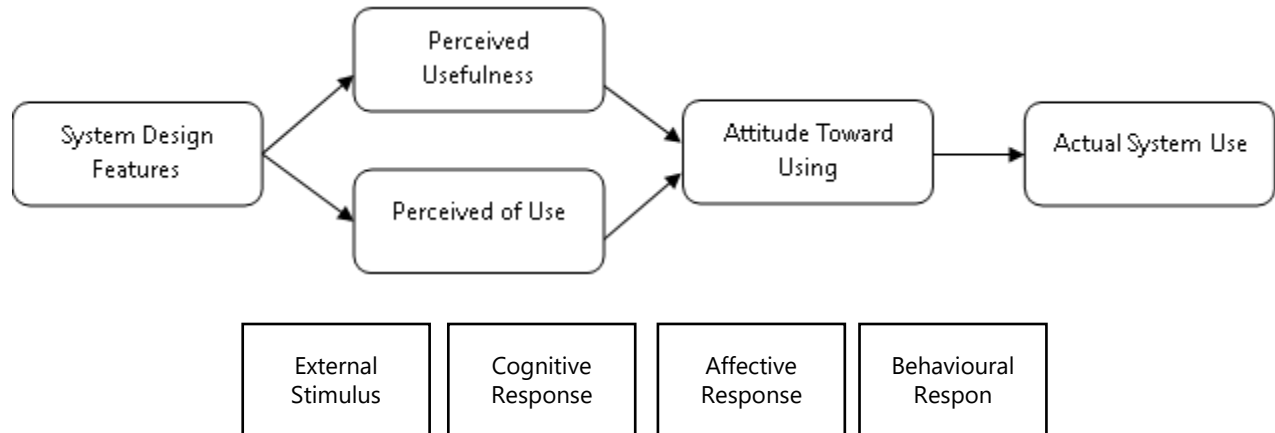 Perceived
Usefulness
System Design
Features
Attitude Toward
Using
Actual System Use
Perceived of Use
External
Stimulus
Cognitive
Response
Affective
Response
Behavioural
Respon